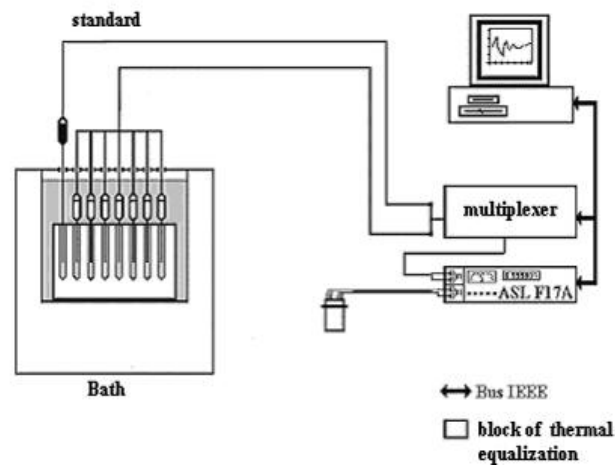 standard
multiplexer
ASL F17A
Bath
Bus IEEE
block of thermal
equalization